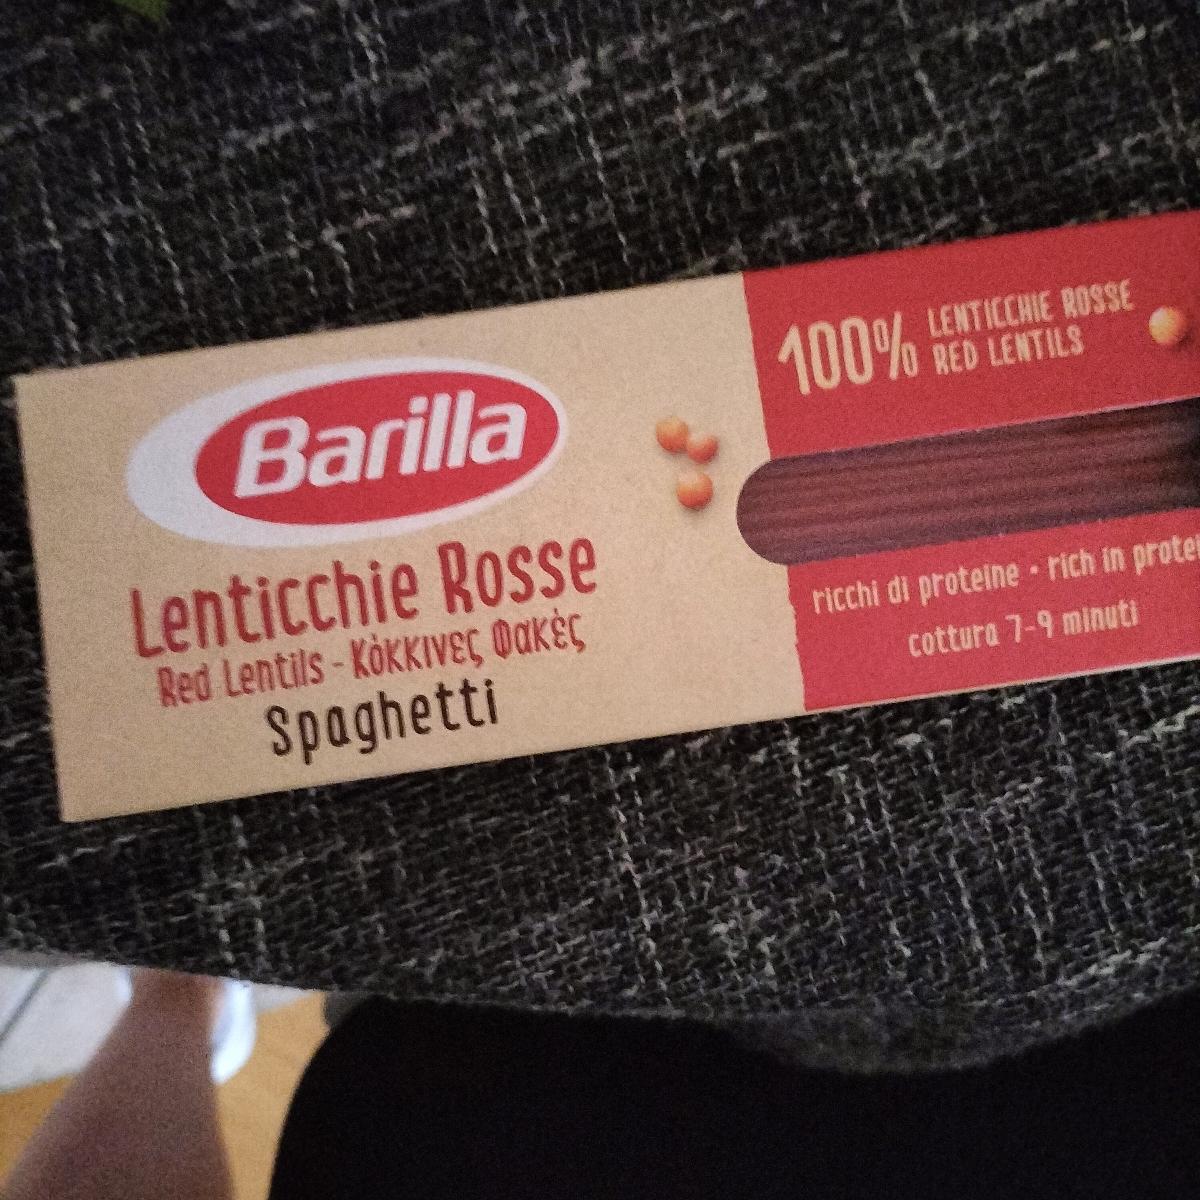 Barilla
Lenticchie Rosse
Red Lentils - Κόκκινες Φακές
Spaghetti
100% LENTICCHIE ROSSE
RED LENTILS
ricchi di proteine • rich in prote
cottura 7-9 minuti